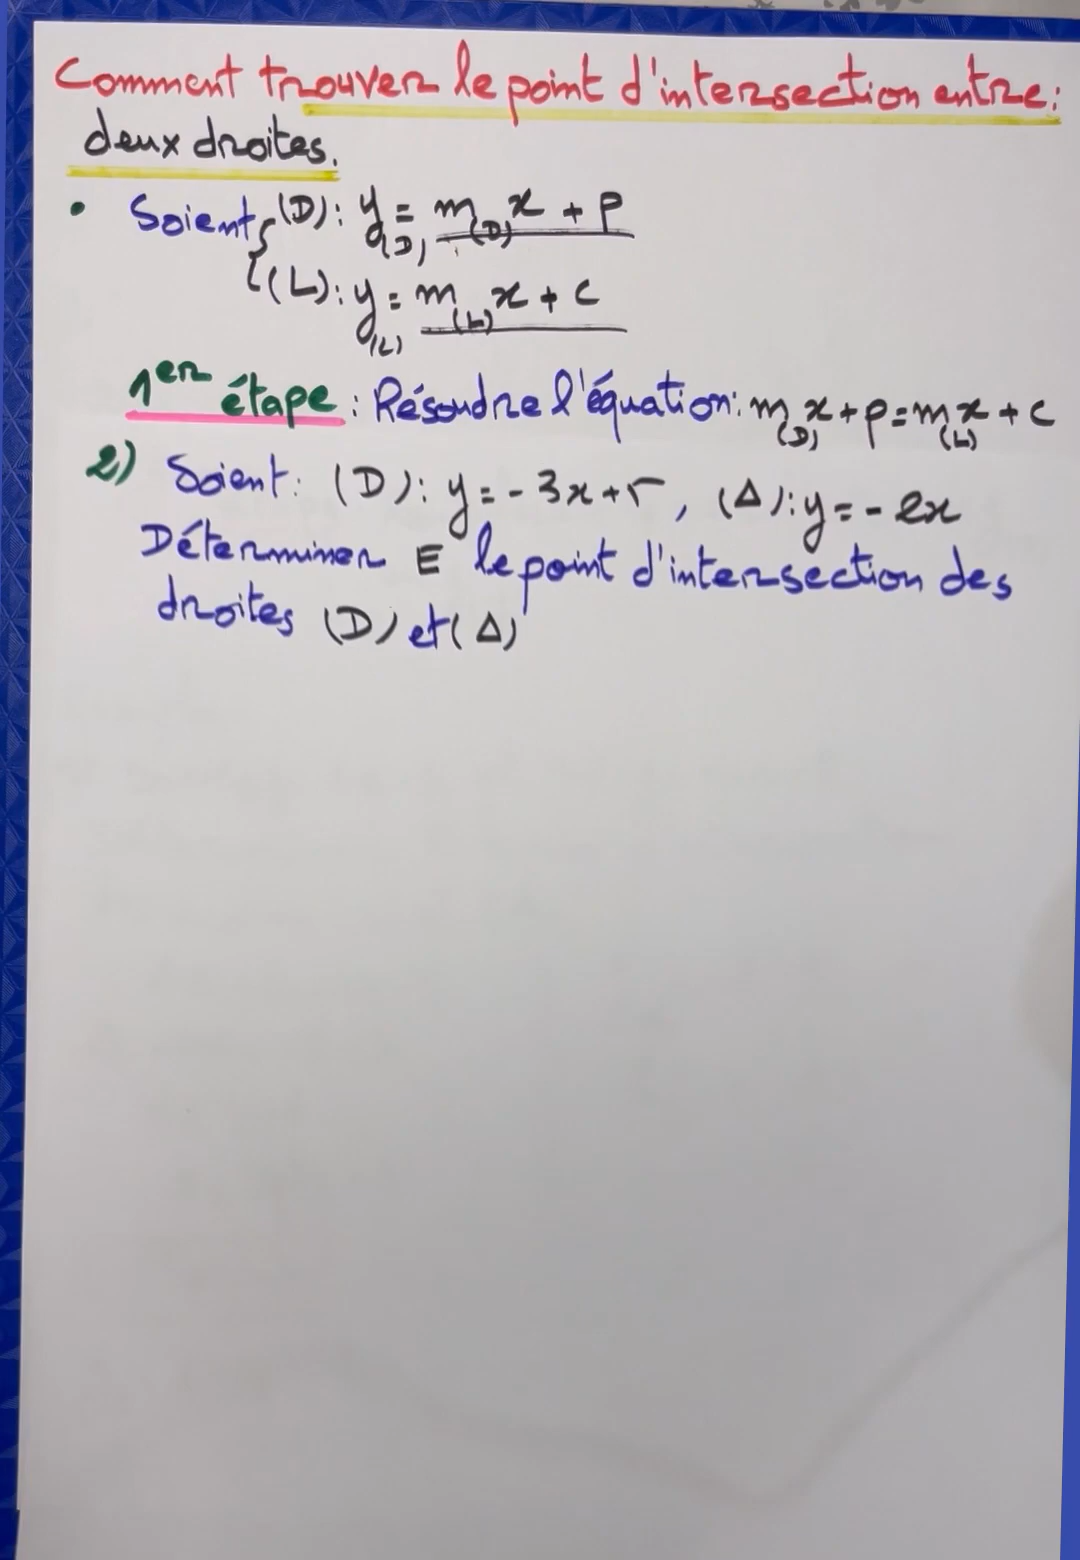 Comment trouver le point d'intersection entre:
deux droites.
• Soient { (D): y(D) = m(D) x + p
(L): y(L) = m(L) x + c
1er étape : Résoudre l'équation: m(D) x + p = m(L) x + c
2) Soient: (D): y = -3x+5, (Δ): y = -2x
Déterminer E le point d'intersection des
droites (D) et (Δ)